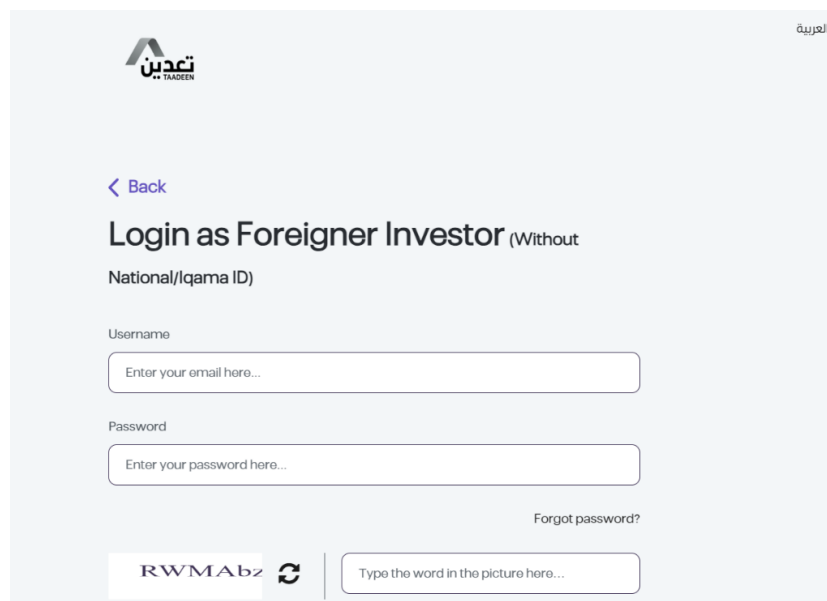 العربية
تعدين
TAADEEN
Back
Login as Foreigner Investor (Without
National/Iqama ID)
Username
Enter your email here...
Password
Enter your password here...
Forgot password?
RWMAbz
Type the word in the picture here...